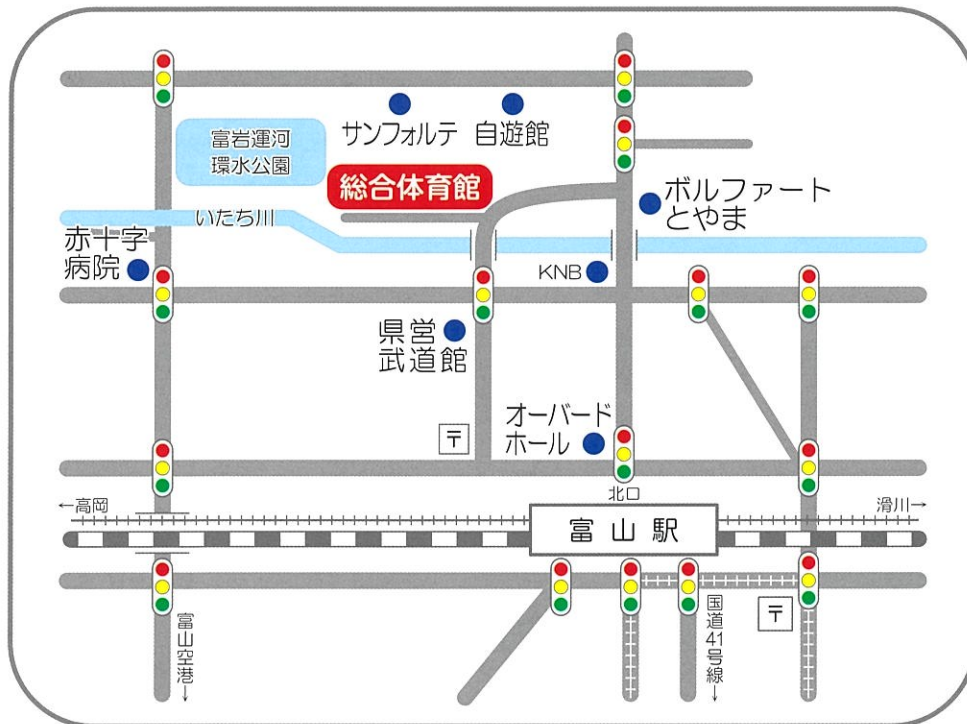 サンフォルテ
自遊館
富岩運河
環水公園
総合体育館
ボルファート
とやま
いたち川
赤十字
病院
KNB
県営
武道館
〒
オーバード
ホール
北口
←高岡
滑川→
富山駅
〒
富山空港↓
国道41号線↓